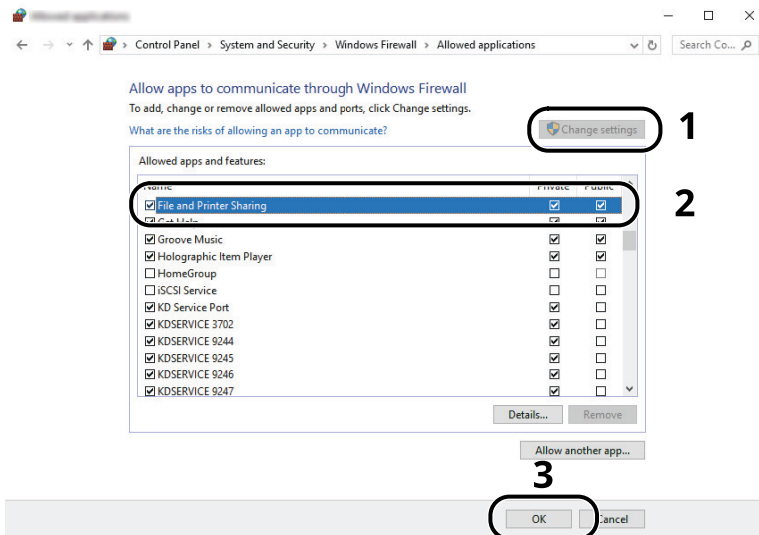 Control Panel > System and Security > Windows Firewall > Allowed applications
Search Co...
Allow apps to communicate through Windows Firewall
To add, change or remove allowed apps and ports, click Change settings.
What are the risks of allowing an app to communicate?
Change settings
1
Allowed apps and features:
Name Private Public
File and Printer Sharing
2
Get Help
Groove Music
Holographic Item Player
HomeGroup
iSCSI Service
KD Service Port
KDSERVICE 3702
KDSERVICE 9244
KDSERVICE 9245
KDSERVICE 9246
KDSERVICE 9247
Details... Remove
Allow another app...
3
OK Cancel